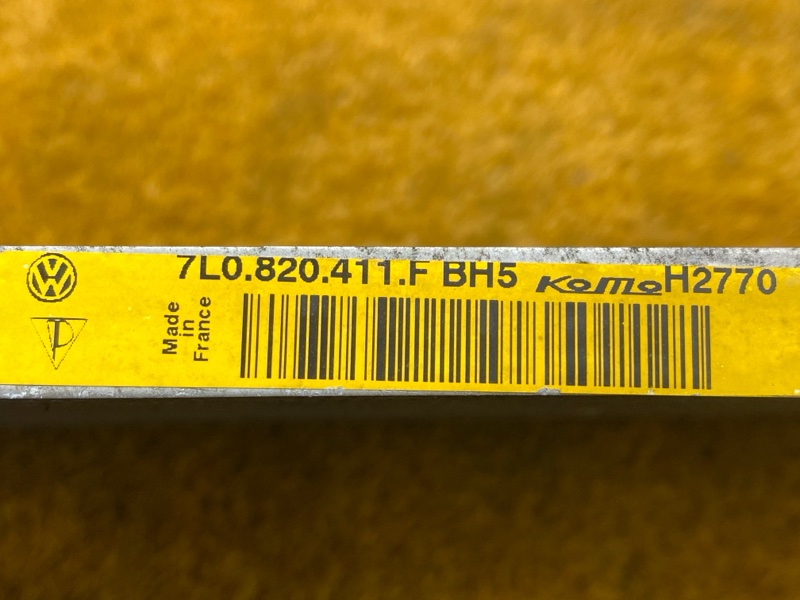 7L0.820.411.F BH5 KoMo H2770
Made
in
France